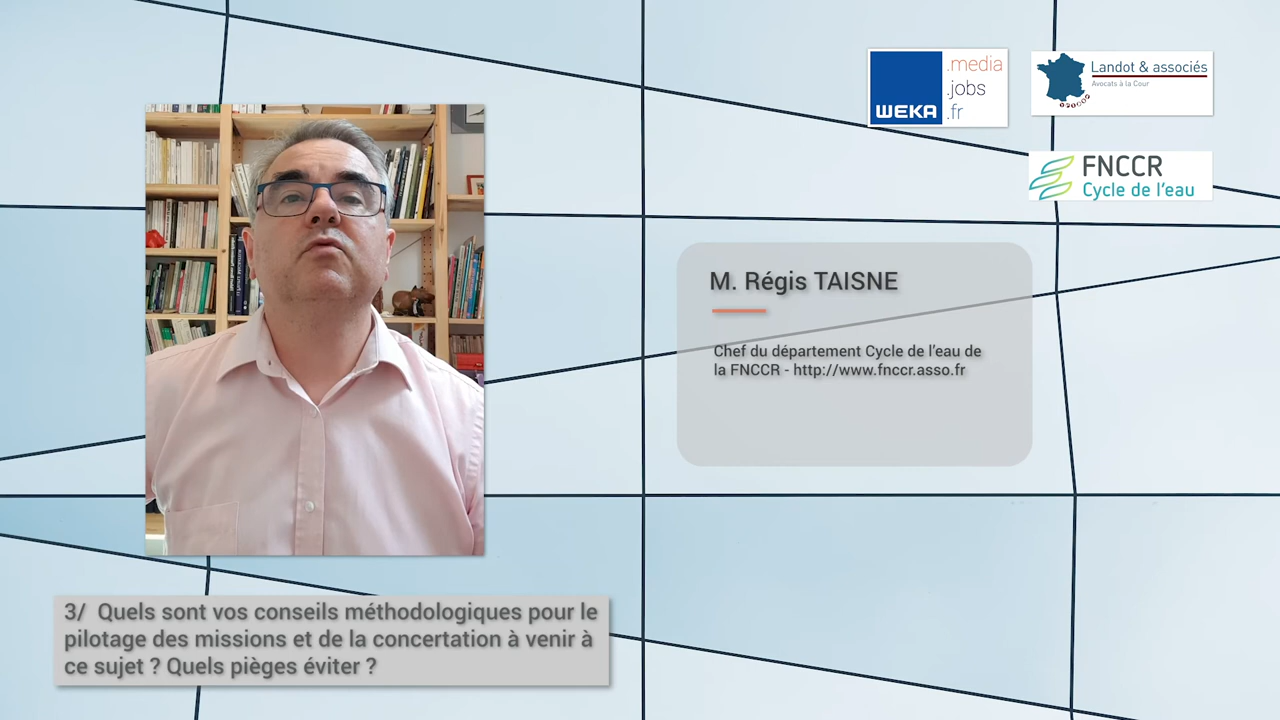 WEKA
.media
.jobs
.fr
Landot & associés
Avocats à la Cour
FNCCR
Cycle de l'eau
M. Régis TAISNE
Chef du département Cycle de l'eau de
la FNCCR - http://www.fnccr.asso.fr
3/ Quels sont vos conseils méthodologiques pour le
pilotage des missions et de la concertation à venir à
ce sujet ? Quels pièges éviter ?